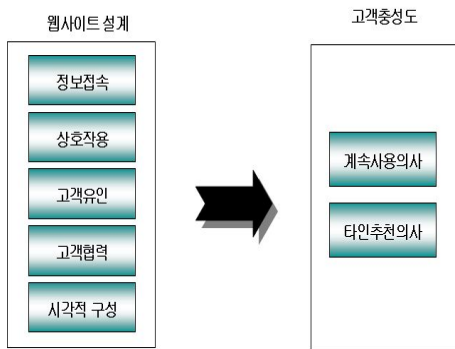 웹사이트 설계
정보접속
상호작용
고객유인
고객협력
시각적 구성
고객충성도
계속사용의사
타인추천의사